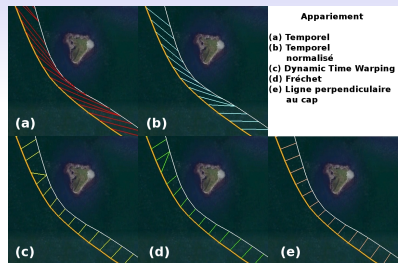 Appariement
(a) Temporel
(b) Temporel
normalisé
(c) Dynamic Time Warping
(d) Fréchet
(e) Ligne perpendiculaire
au cap
(a)
(b)
(c)
(d)
(e)